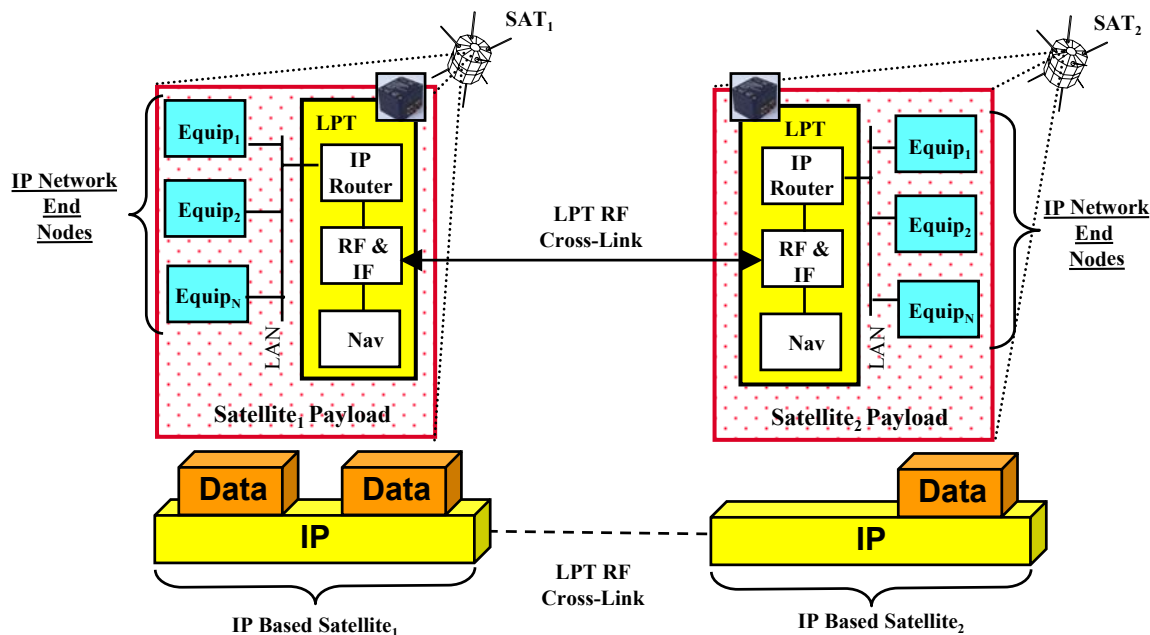 SAT₁
SAT₂
LPT
LPT
Equip₁
Equip₁
IP
Router
IP
Router
IP Network
End
Nodes
IP Network
End
Nodes
Equip₂
Equip₂
LPT RF
Cross-Link
RF &
IF
RF &
IF
Equip_N
Equip_N
LAN
LAN
Nav
Nav
Satellite₁ Payload
Satellite₂ Payload
Data
Data
Data
IP
IP
LPT RF
Cross-Link
IP Based Satellite₁
IP Based Satellite₂